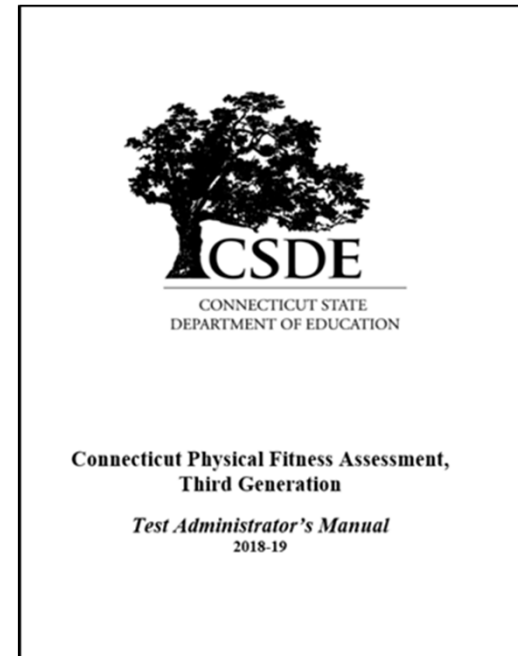 CSDE
CONNECTICUT STATE
DEPARTMENT OF EDUCATION
Connecticut Physical Fitness Assessment,
Third Generation
Test Administrator’s Manual
2018-19